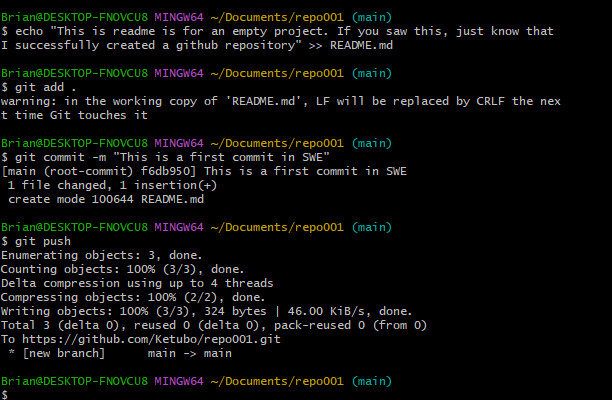 Brian@DESKTOP-FNOVCU8 MINGW64 ~/Documents/repo001 (main)
$ echo "This is readme is for an empty project. If you saw this, just know that
I successfully created a github repository" >> README.md
Brian@DESKTOP-FNOVCU8 MINGW64 ~/Documents/repo001 (main)
$ git add .
warning: in the working copy of 'README.md', LF will be replaced by CRLF the nex
t time Git touches it
Brian@DESKTOP-FNOVCU8 MINGW64 ~/Documents/repo001 (main)
$ git commit -m "This is a first commit in SWE"
[main (root-commit) f6db950] This is a first commit in SWE
 1 file changed, 1 insertion(+)
 create mode 100644 README.md
Brian@DESKTOP-FNOVCU8 MINGW64 ~/Documents/repo001 (main)
$ git push
Enumerating objects: 3, done.
Counting objects: 100% (3/3), done.
Delta compression using up to 4 threads
Compressing objects: 100% (2/2), done.
Writing objects: 100% (3/3), 324 bytes | 46.00 KiB/s, done.
Total 3 (delta 0), reused 0 (delta 0), pack-reused 0 (from 0)
To https://github.com/Ketubo/repo001.git
 * [new branch]      main -> main
Brian@DESKTOP-FNOVCU8 MINGW64 ~/Documents/repo001 (main)
$